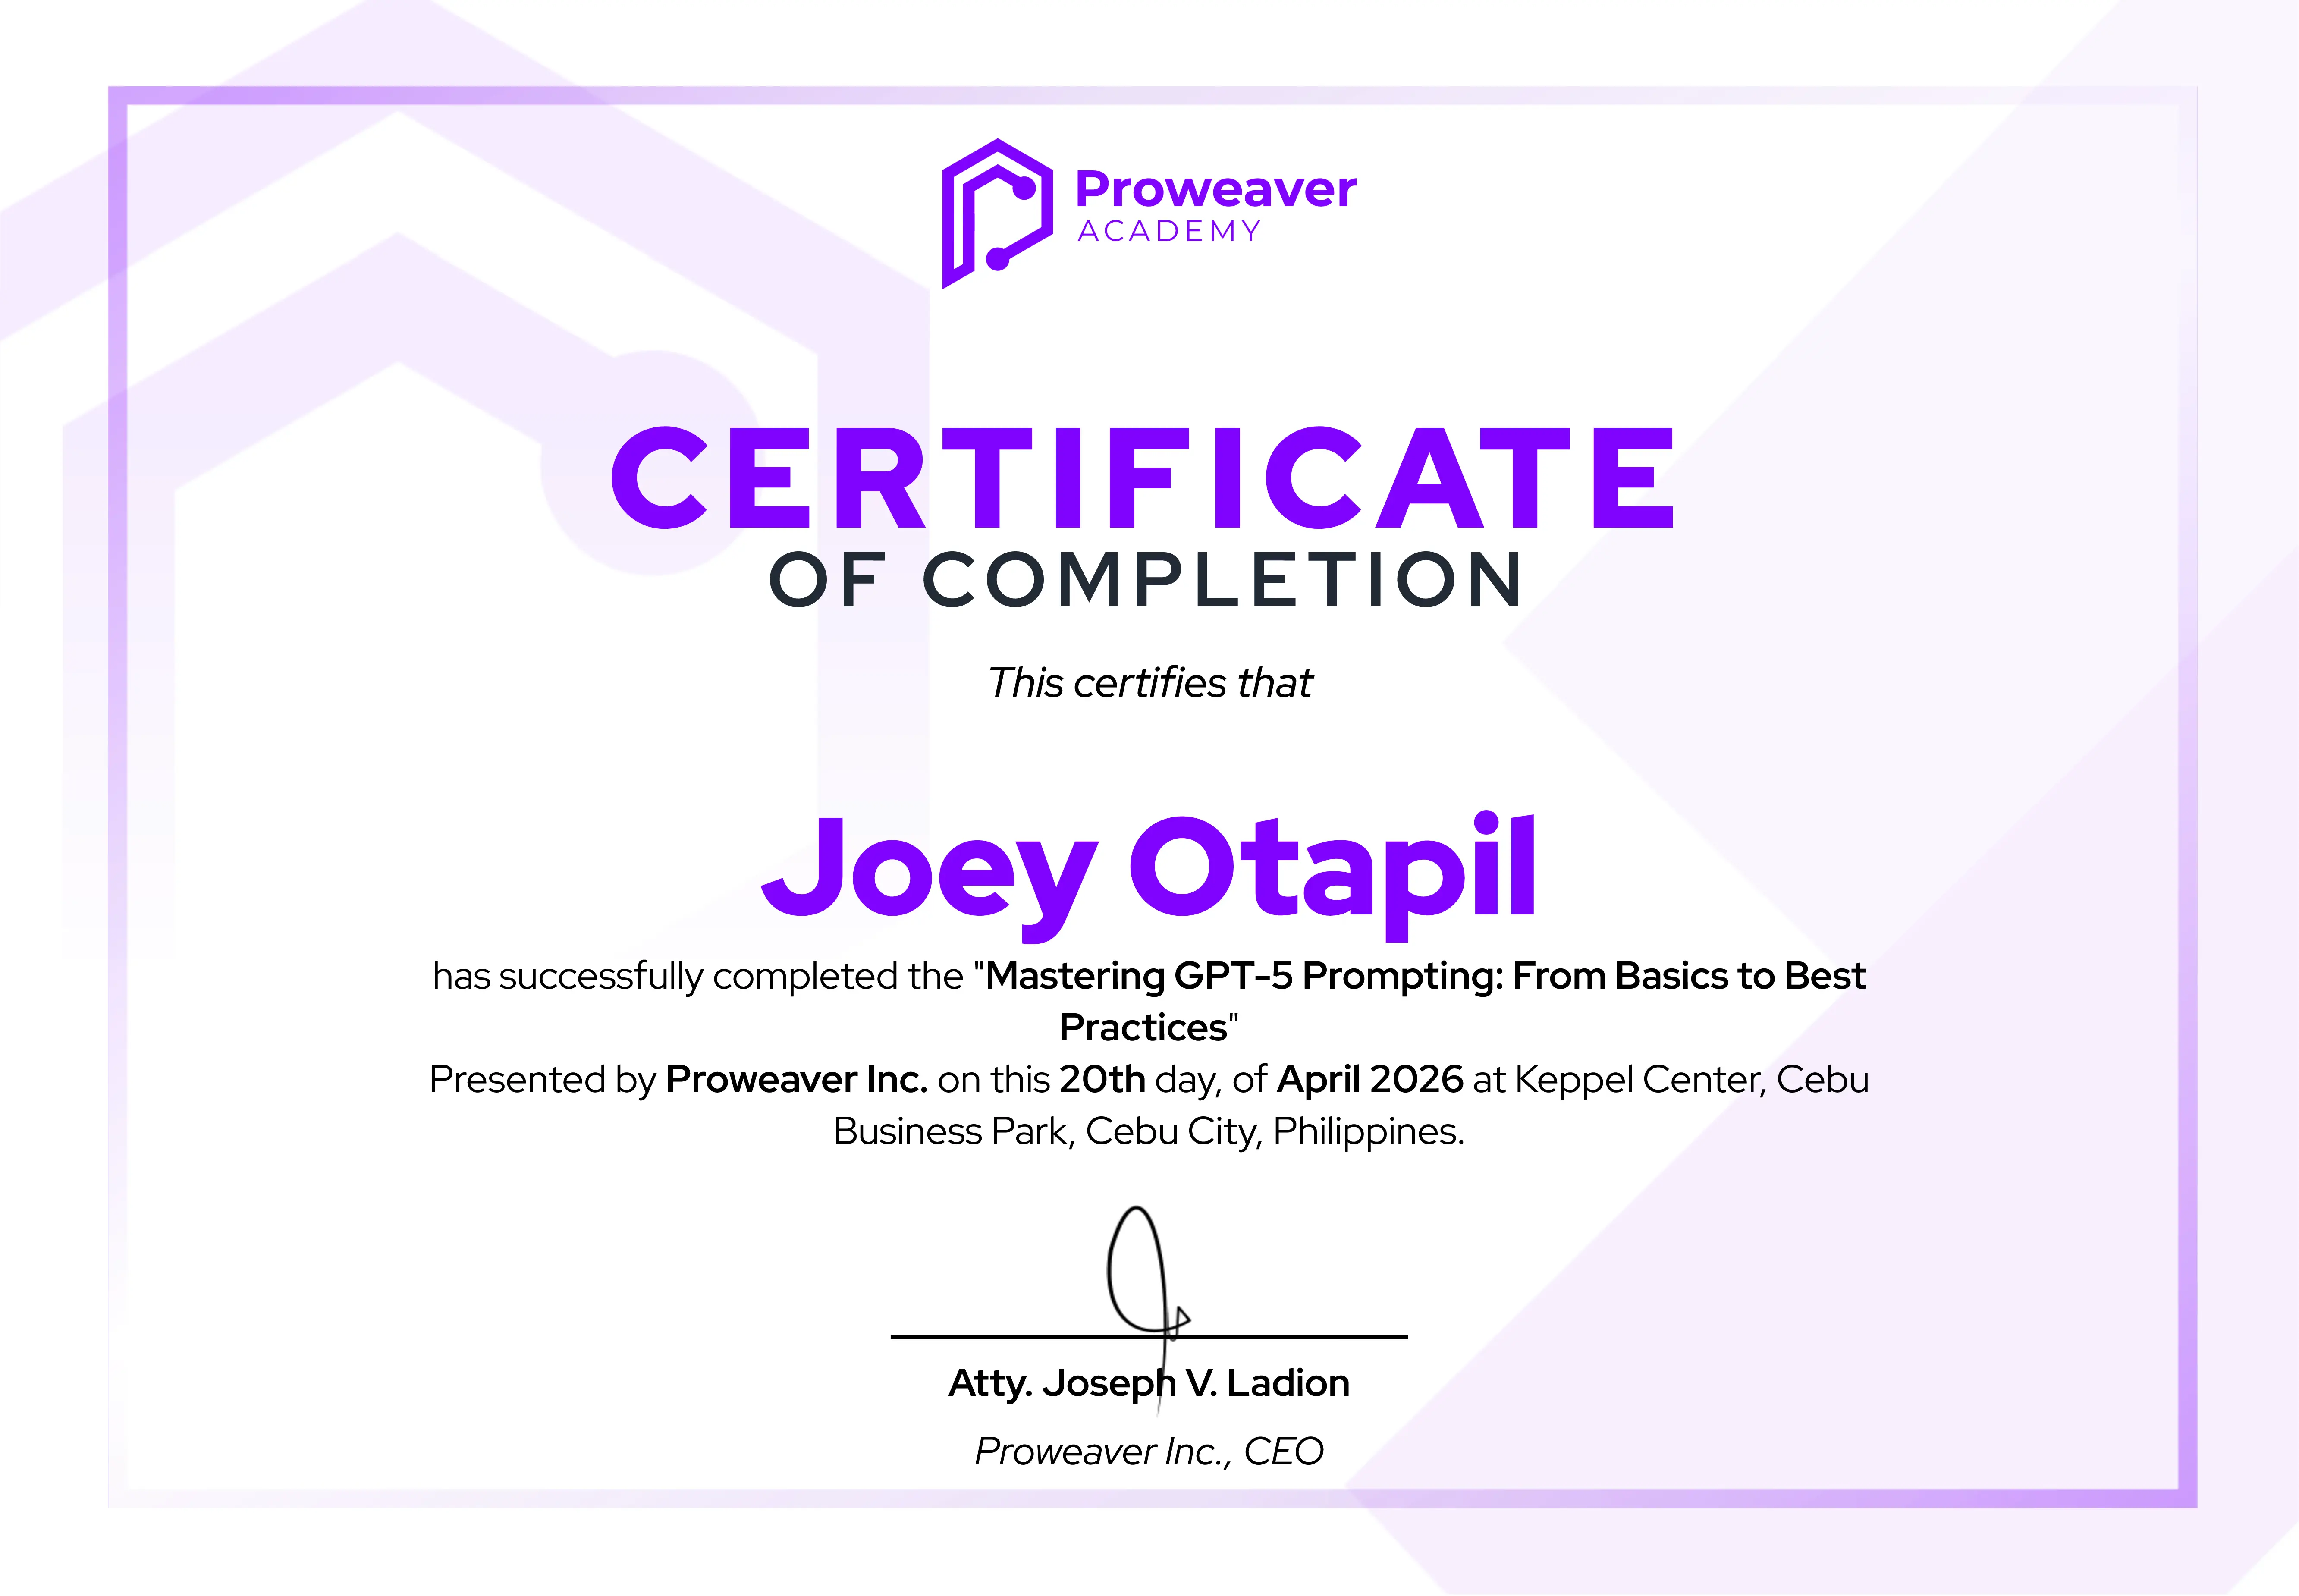 Proweaver
ACADEMY
CERTIFICATE
OF COMPLETION
This certifies that
Joey Otapil
has successfully completed the "Mastering GPT-5 Prompting: From Basics to Best
Practices"
Presented by Proweaver Inc. on this 20th day, of April 2026 at Keppel Center, Cebu
Business Park, Cebu City, Philippines.
Atty. Joseph V. Ladion
Proweaver Inc., CEO